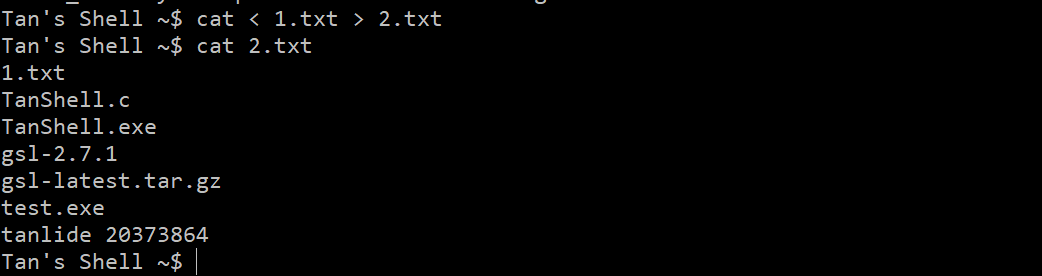 Tan's Shell ~$ cat < 1.txt > 2.txt
Tan's Shell ~$ cat 2.txt
1.txt
TanShell.c
TanShell.exe
gsl-2.7.1
gsl-latest.tar.gz
test.exe
tanlide 20373864
Tan's Shell ~$